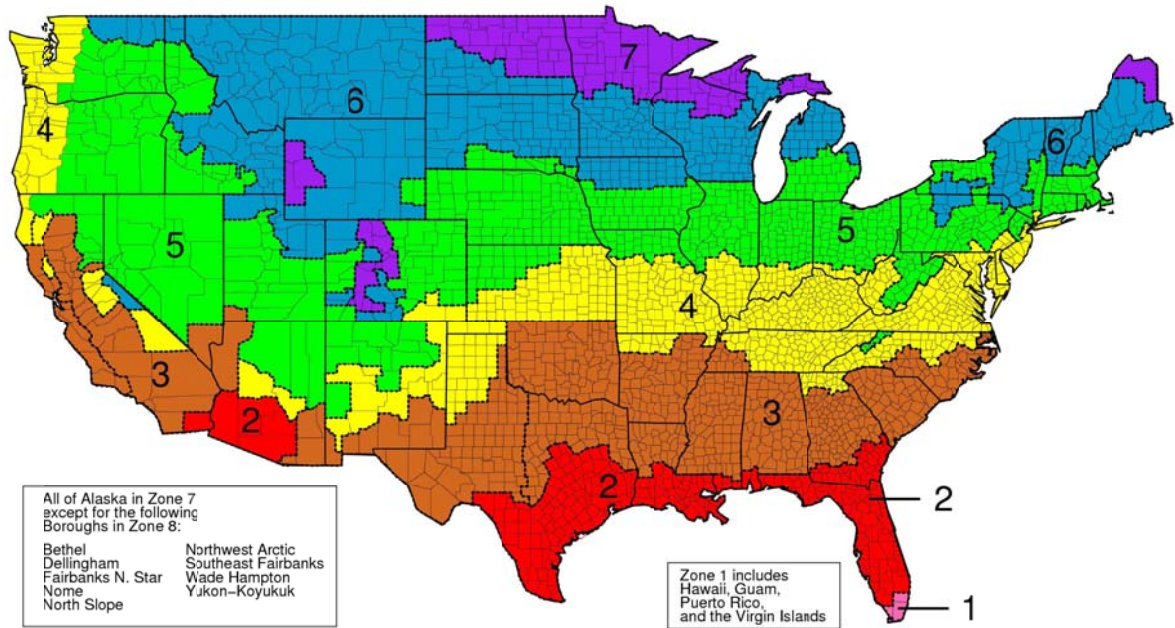 7
6
4
6
5
5
4
3
3
2
2
2
1
All of Alaska in Zone 7
except for the following
Boroughs in Zone 8:
Bethel Northwest Arctic
Dellingham Southeast Fairbanks
Fairbanks N. Star Wade Hampton
Nome Yukon-Koyukuk
North Slope
Zone 1 includes
Hawaii, Guam,
Puerto Rico,
and the Virgin Islands